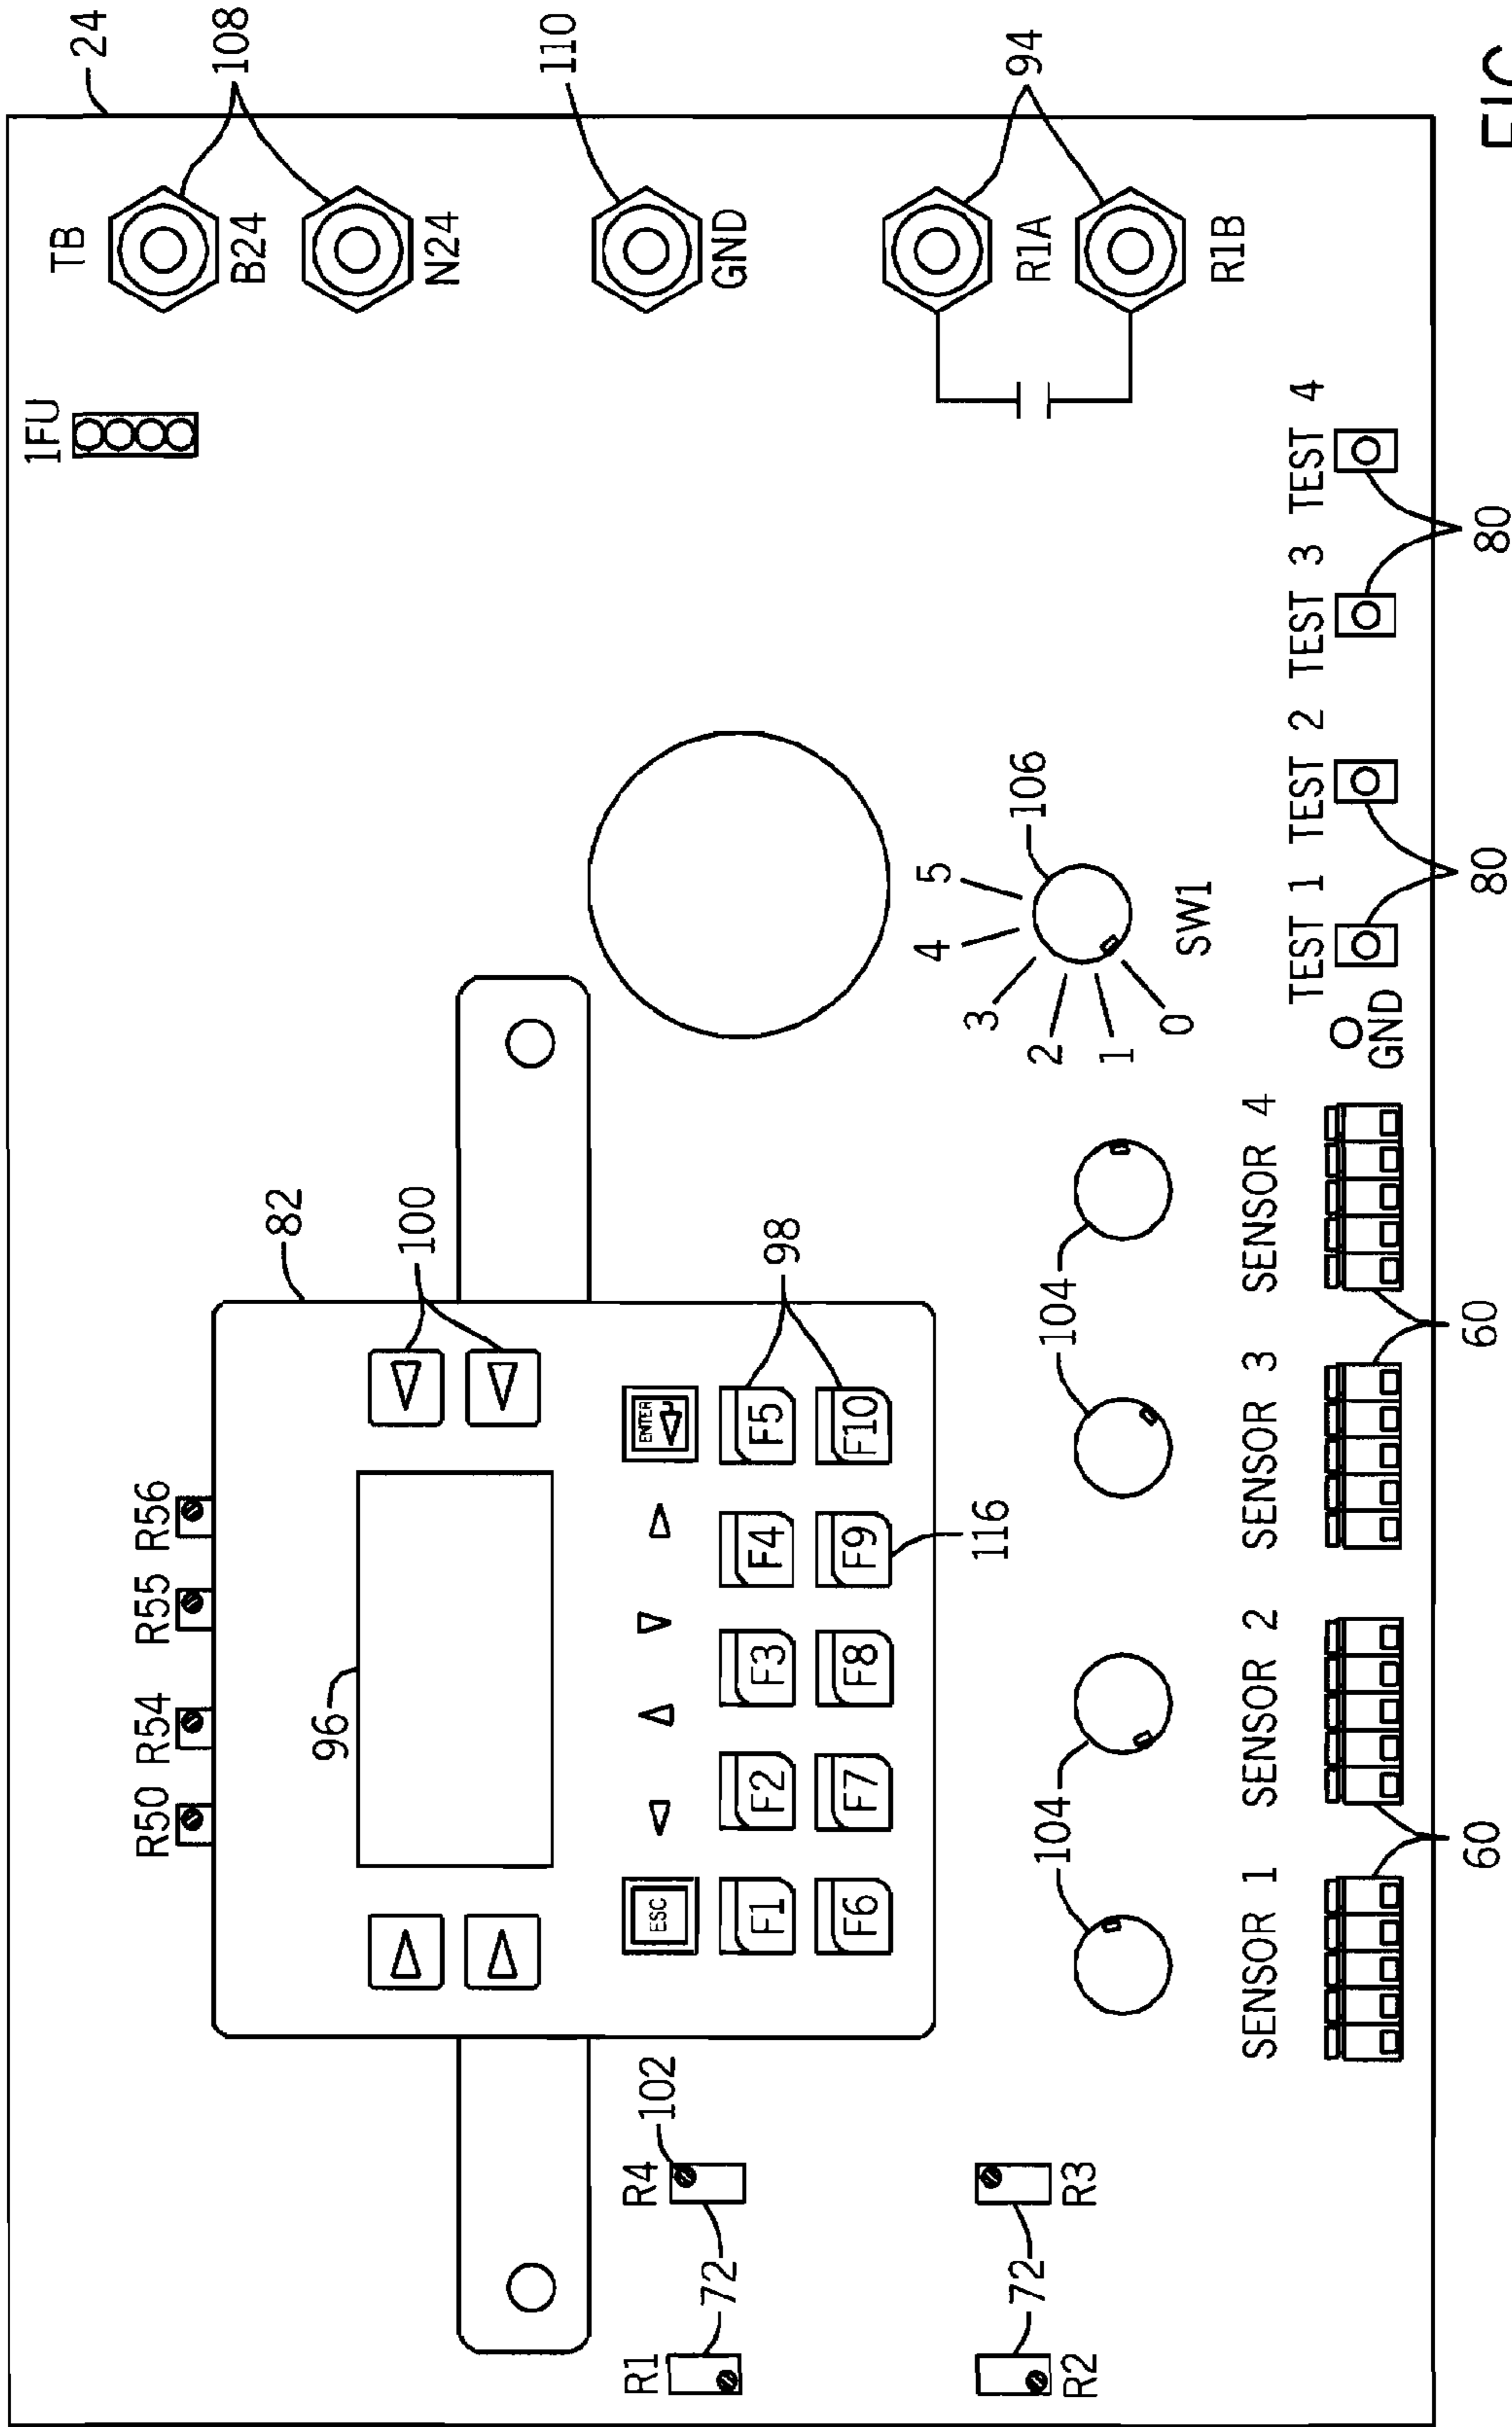 1FU
TB
24
R50 R54 R55 R56
108
B24
82
96
100
N24
110
R1 R4 102
ESC ENTER
72
GND
F1 F2 F3 F4 F5
98
F6 F7 F8 F9 F10
116
5
4
3
2
1
0
106
SW1
94
R1A
R1B
72
R2 R3
104 104
SENSOR 1 SENSOR 2 SENSOR 3 SENSOR 4
TEST 1 TEST 2 TEST 3 TEST 4
GND
60 60 80 80